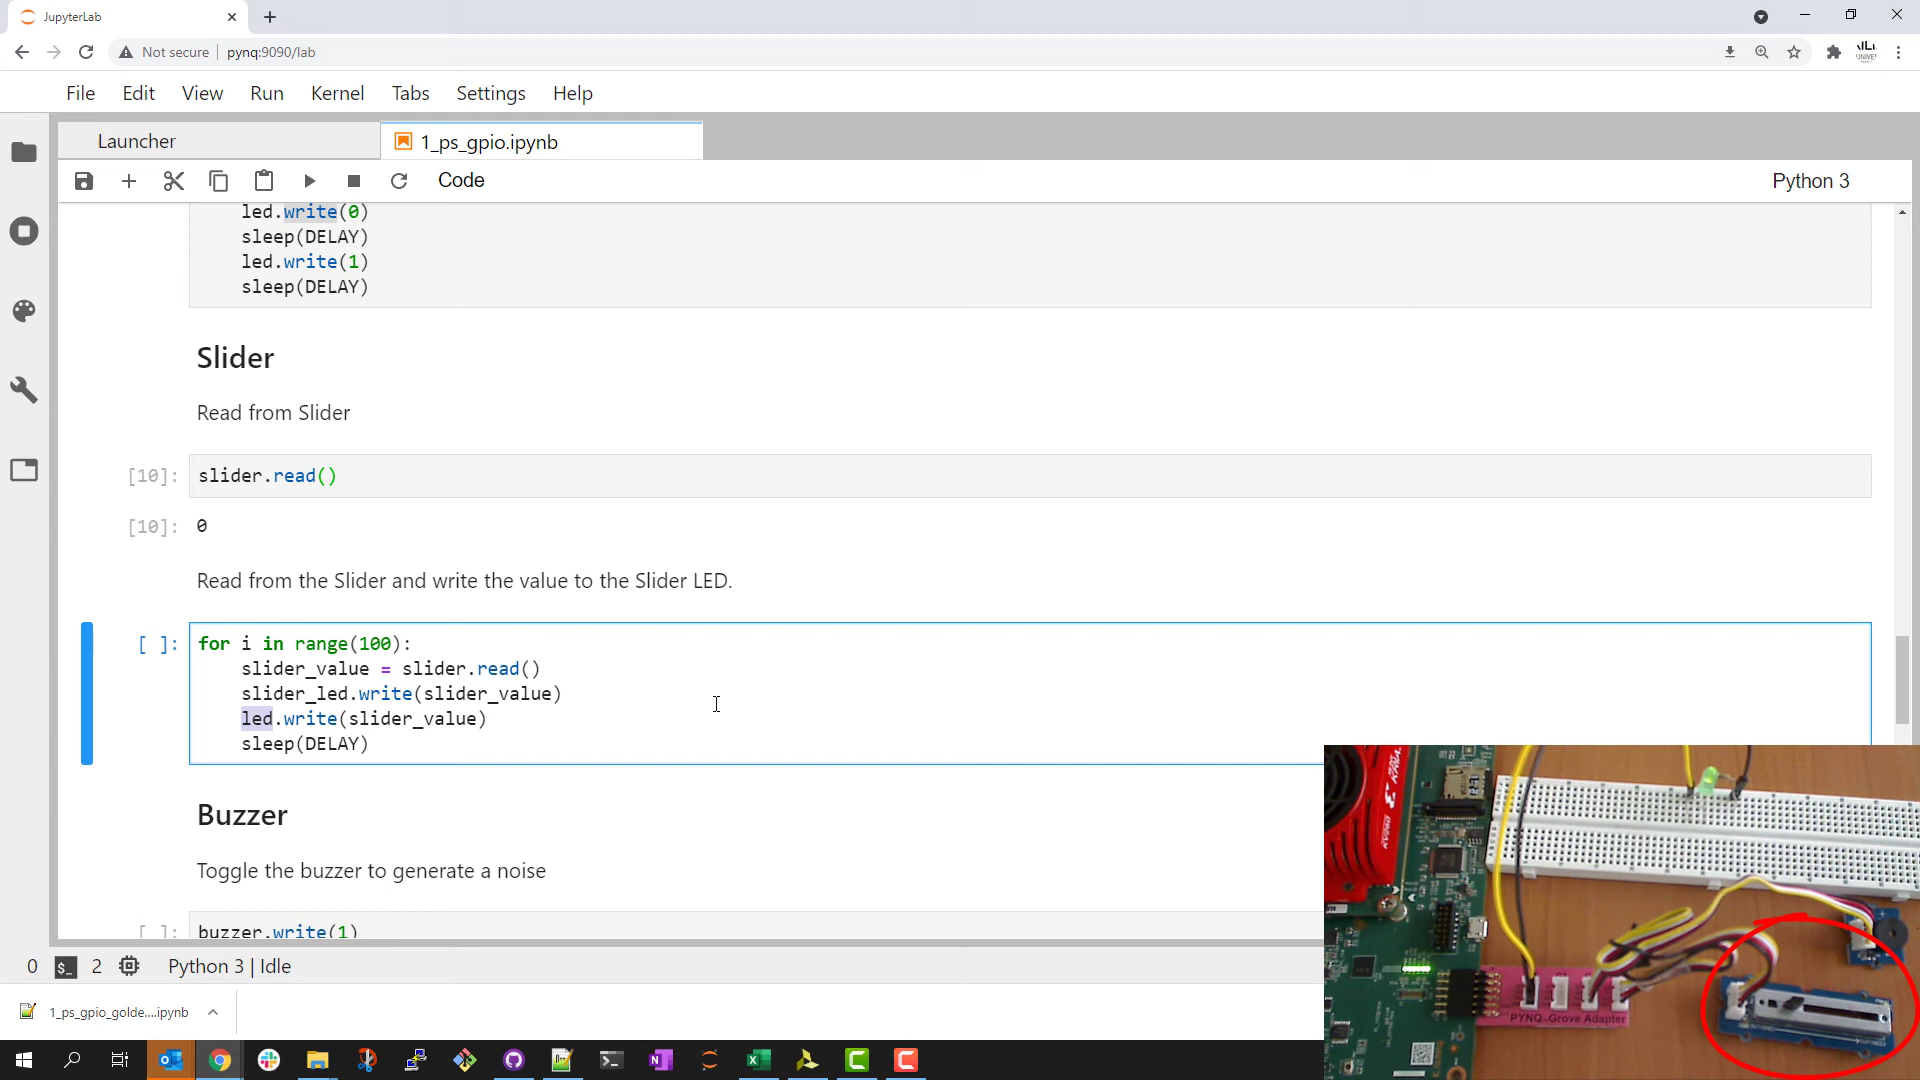 JupyterLab
Not secure | pynq:9090/lab
File Edit View Run Kernel Tabs Settings Help
Launcher
1_ps_gpio.ipynb
Code
Python 3
led.write(0)
sleep(DELAY)
led.write(1)
sleep(DELAY)
Slider
Read from Slider
[10]: slider.read()
[10]: 0
Read from the Slider and write the value to the Slider LED.
[ ]: for i in range(100):
slider_value = slider.read()
slider_led.write(slider_value)
led.write(slider_value)
sleep(DELAY)
Buzzer
Toggle the buzzer to generate a noise
[ ]: buzzer.write(1)
0 $_ 2 Python 3 | Idle
1_ps_gpio_golde....ipynb
PYNQ Grove Adapter